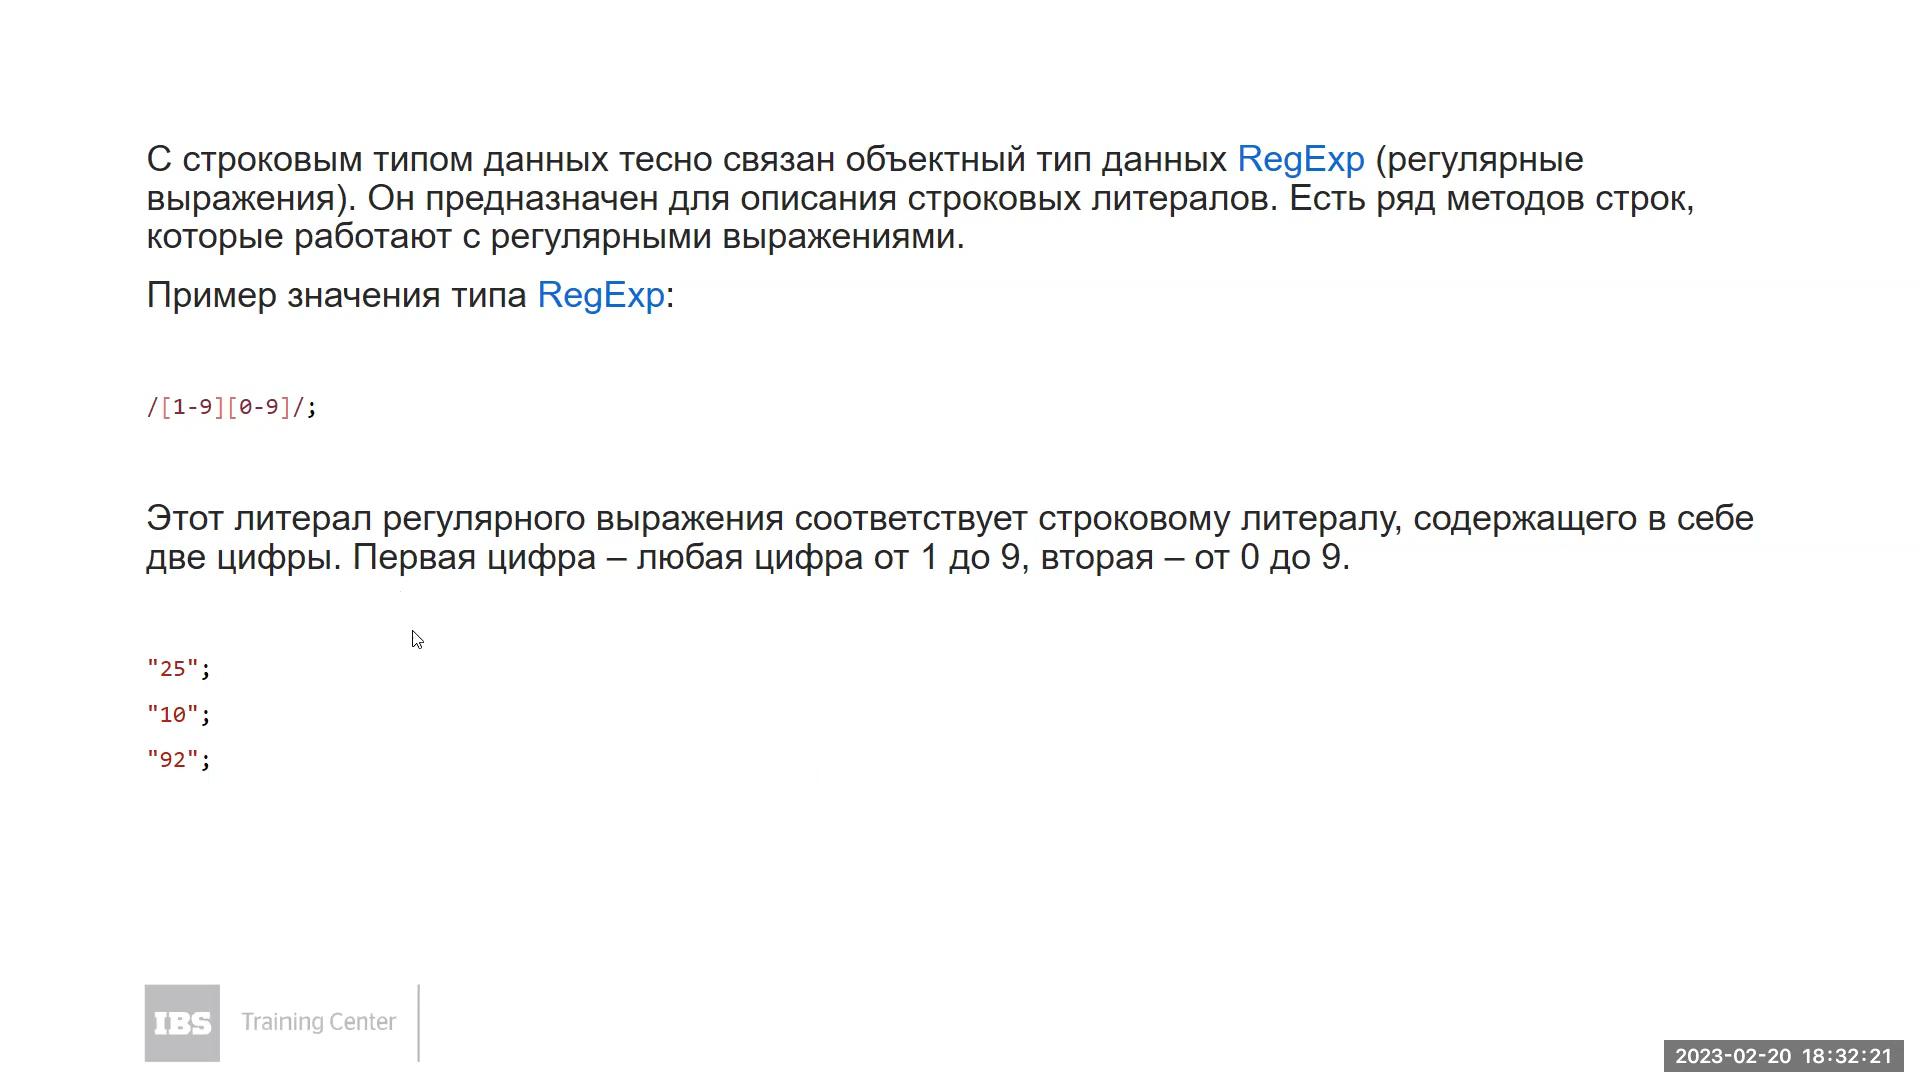 С строковым типом данных тесно связан объектный тип данных RegExp (регулярные
выражения). Он предназначен для описания строковых литералов. Есть ряд методов строк,
которые работают с регулярными выражениями.
Пример значения типа RegExp:
/[1-9][0-9]/;
Этот литерал регулярного выражения соответствует строковому литералу, содержащего в себе
две цифры. Первая цифра – любая цифра от 1 до 9, вторая – от 0 до 9.
"25";
"10";
"92";
IBS Training Center
2023-02-20 18:32:21